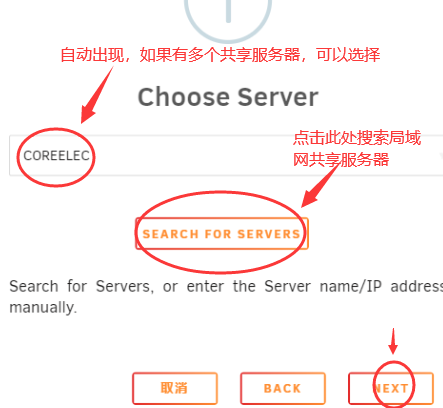 自动出现，如果有多个共享服务器，可以选择
Choose Server
COREELEC
点击此处搜索局域
网共享服务器
SEARCH FOR SERVERS
Search for Servers, or enter the Server name/IP address
manually.
取消 BACK NEXT